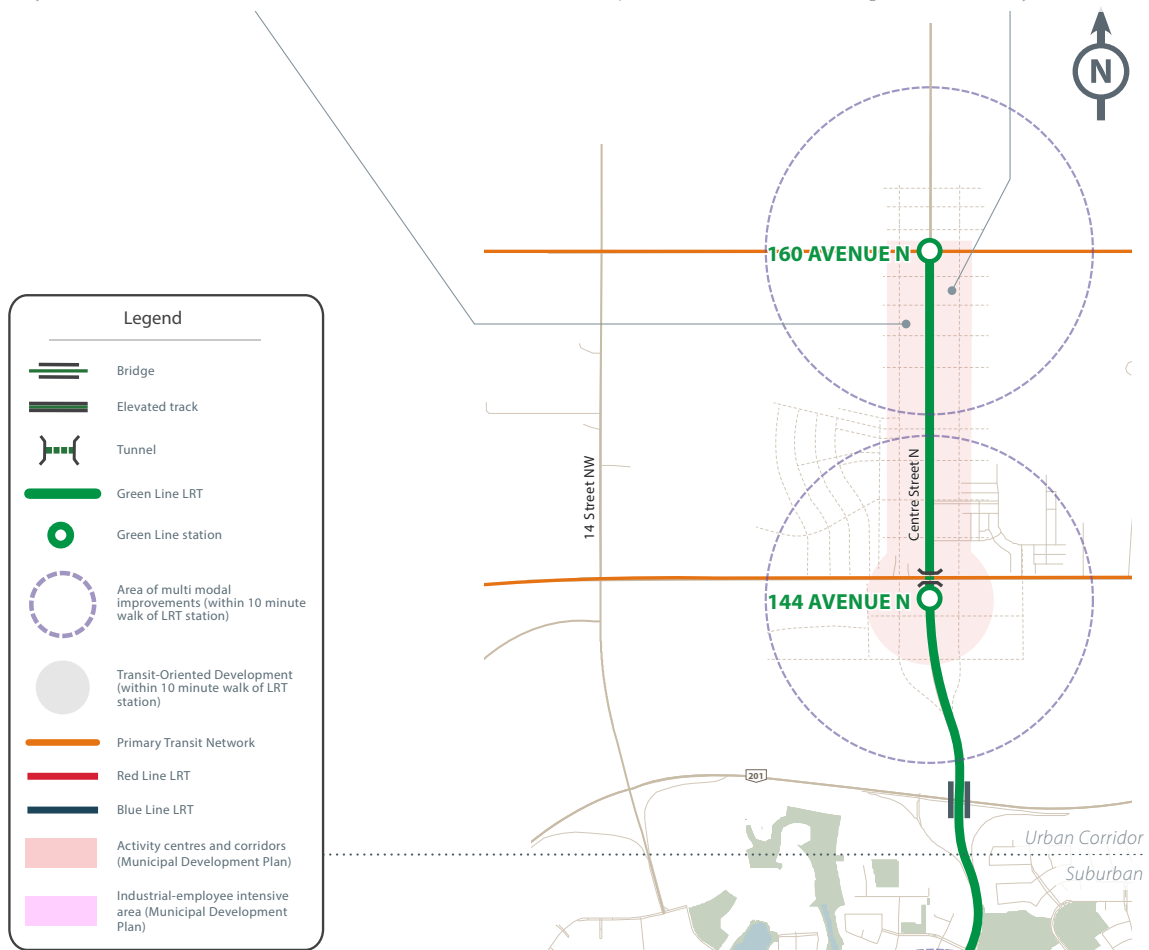 N
160 AVENUE N
Legend
Bridge
Elevated track
Tunnel
Green Line LRT
Green Line station
Area of multi modal
improvements (within 10 minute
walk of LRT station)
Transit-Oriented Development
(within 10 minute walk of LRT
station)
Primary Transit Network
Red Line LRT
Blue Line LRT
Activity centres and corridors
(Municipal Development Plan)
Industrial-employee intensive
area (Municipal Development
Plan)
14 Street NW
Centre Street N
144 AVENUE N
201
Urban Corridor
Suburban